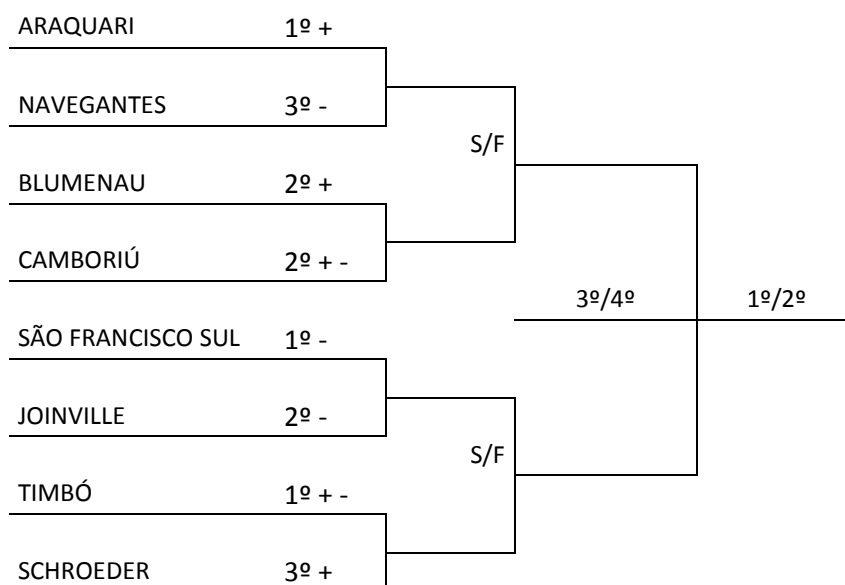 ARAQUARI 1º +
NAVEGANTES 3º -
S/F
BLUMENAU 2º +
CAMBORIÚ 2º + -
3º/4º 1º/2º
SÃO FRANCISCO SUL 1º -
JOINVILLE 2º -
S/F
TIMBÓ 1º + -
SCHROEDER 3º +